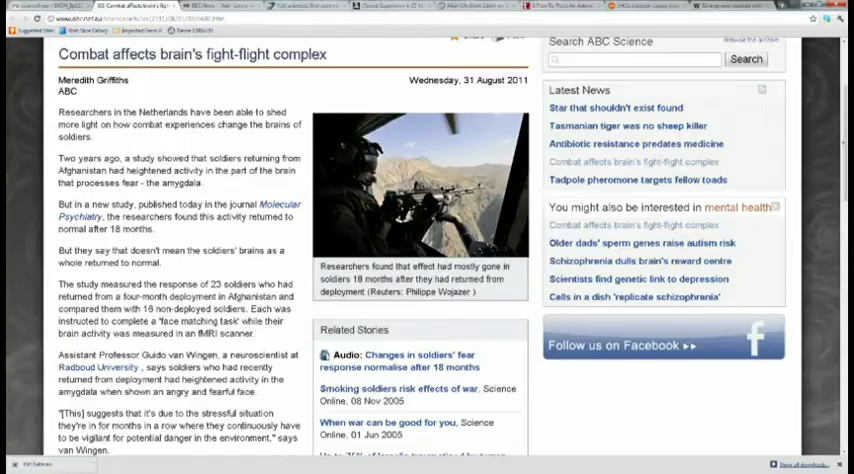 Combat affects brain's fight-flight
Combat affects brain's fight-flight complex
Meredith Griffiths
Wednesday, 31 August 2011
ABC
Researchers in the Netherlands have been able to shed
more light on how combat experiences change the brains of
soldiers.
Two years ago, a study showed that soldiers returning from
Afghanistan had heightened activity in the part of the brain
that processes fear - the amygdala.
But in a new study, published today in the journal Molecular
Psychiatry, the researchers found this activity returned to
normal after 18 months.
But they say that doesn't mean the soldiers' brains as a
whole returned to normal.
The study measured the response of 23 soldiers who had
returned from a four-month deployment in Afghanistan and
compared them with 16 non-deployed soldiers. Each was
instructed to complete a 'face matching task' while their
brain activity was measured in an fMRI scanner.
Assistant Professor Guido van Wingen, a neuroscientist at
Radboud University , says soldiers who had recently
returned from deployment had heightened activity in the
amygdala when shown an angry and fearful face.
"[This] suggests that it's due to the stressful situation
they're in for months in a row where they continuously have
to be vigilant for potential danger in the environment," says
van Wingen.
Researchers found that effect had mostly gone in
soldiers 18 months after they had returned from
deployment (Reuters: Philippe Wojazer )
Related Stories
Audio: Changes in soldiers' fear
response normalise after 18 months
Smoking soldiers risk effects of war, Science
Online, 08 Nov 2005
When war can be good for you, Science
Online, 01 Jun 2005
Search ABC Science
Browse the archive
Search
Latest News
Star that shouldn't exist found
Tasmanian tiger was no sheep killer
Antibiotic resistance predates medicine
Combat affects brain's fight-flight complex
Tadpole pheromone targets fellow toads
You might also be interested in mental health
Combat affects brain's fight-flight complex
Older dads' sperm genes raise autism risk
Schizophrenia dulls brain's reward centre
Scientists find genetic link to depression
Cells in a dish 'replicate schizophrenia'
Follow us on Facebook
f